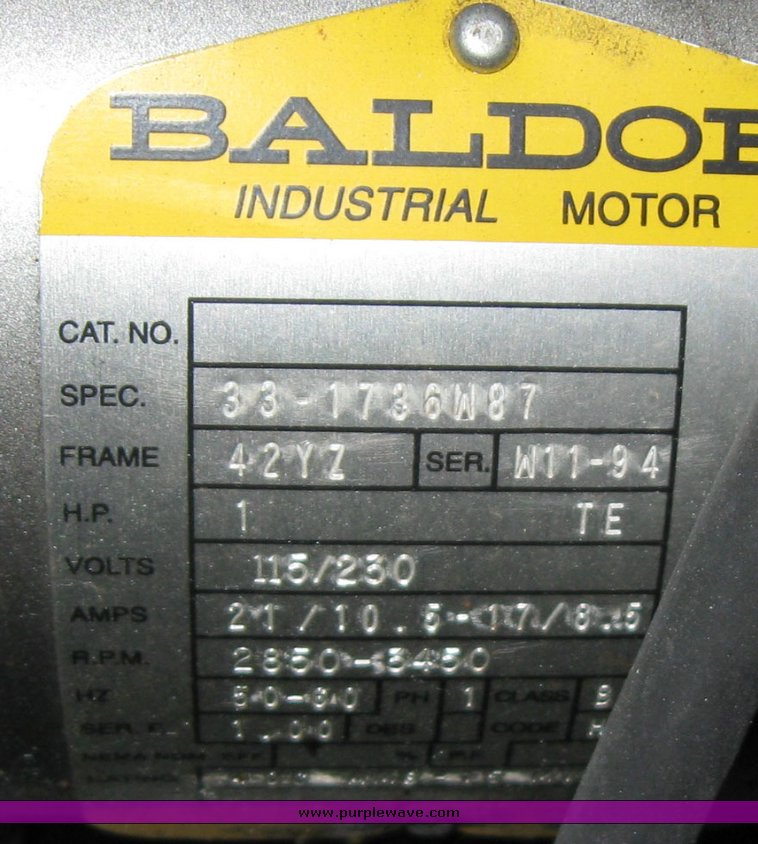 BALDOR
INDUSTRIAL MOTOR
CAT. NO.
SPEC. 33-1736W87
FRAME 42YZ SER. W11-94
H.P. 1 TE
VOLTS 115/230
AMPS 21/10.5-17/8.5
R.P.M. 2850-3450
HZ 50-60 PH 1 CLASS B
SER. F. 1.00 DES CODE
www.purplewave.com